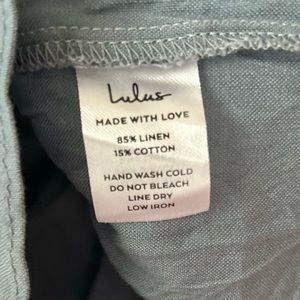 Lulus
MADE WITH LOVE
85% LINEN
15% COTTON
HAND WASH COLD
DO NOT BLEACH
LINE DRY
LOW IRON